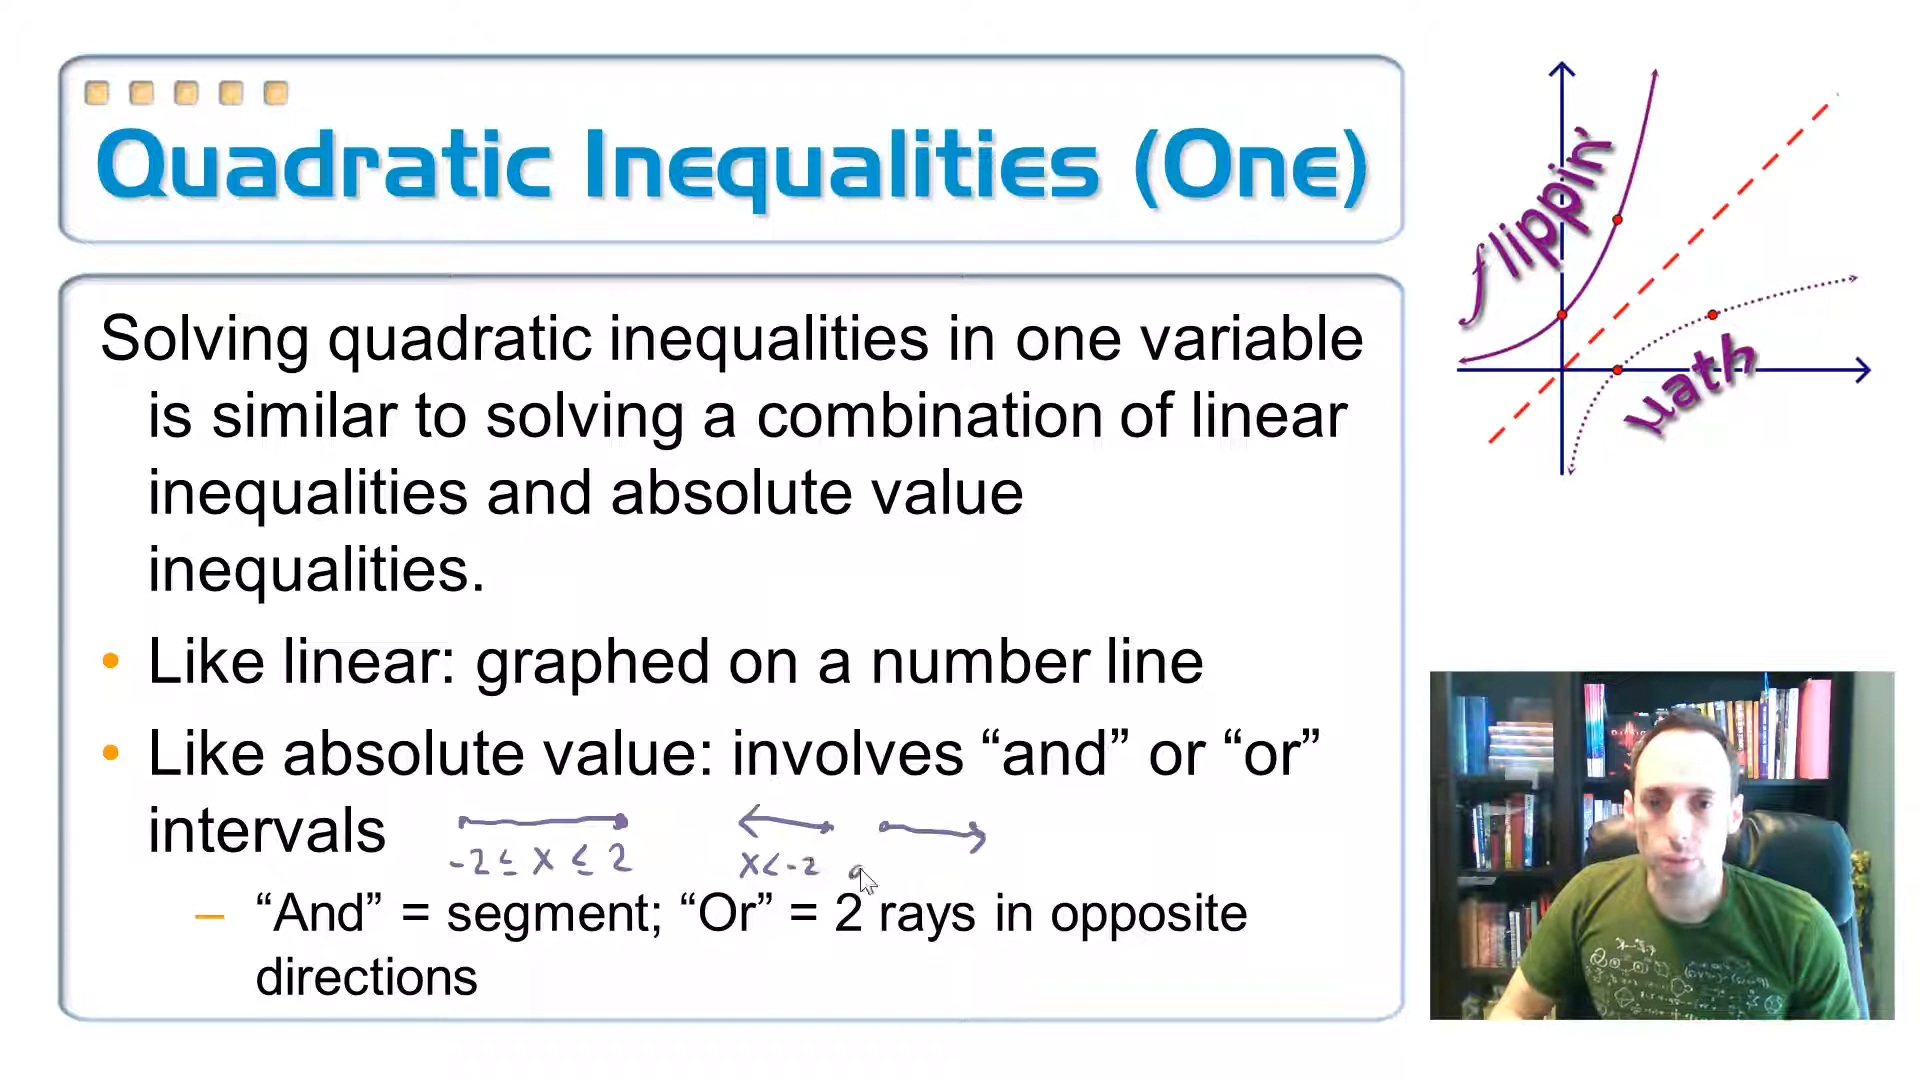 Quadratic Inequalities (One)
flippin'
math
Solving quadratic inequalities in one variable
is similar to solving a combination of linear
inequalities and absolute value
inequalities.
• Like linear: graphed on a number line
• Like absolute value: involves “and” or “or”
intervals
-2 ≤ x ≤ 2
x < -2
– “And” = segment; “Or” = 2 rays in opposite
directions